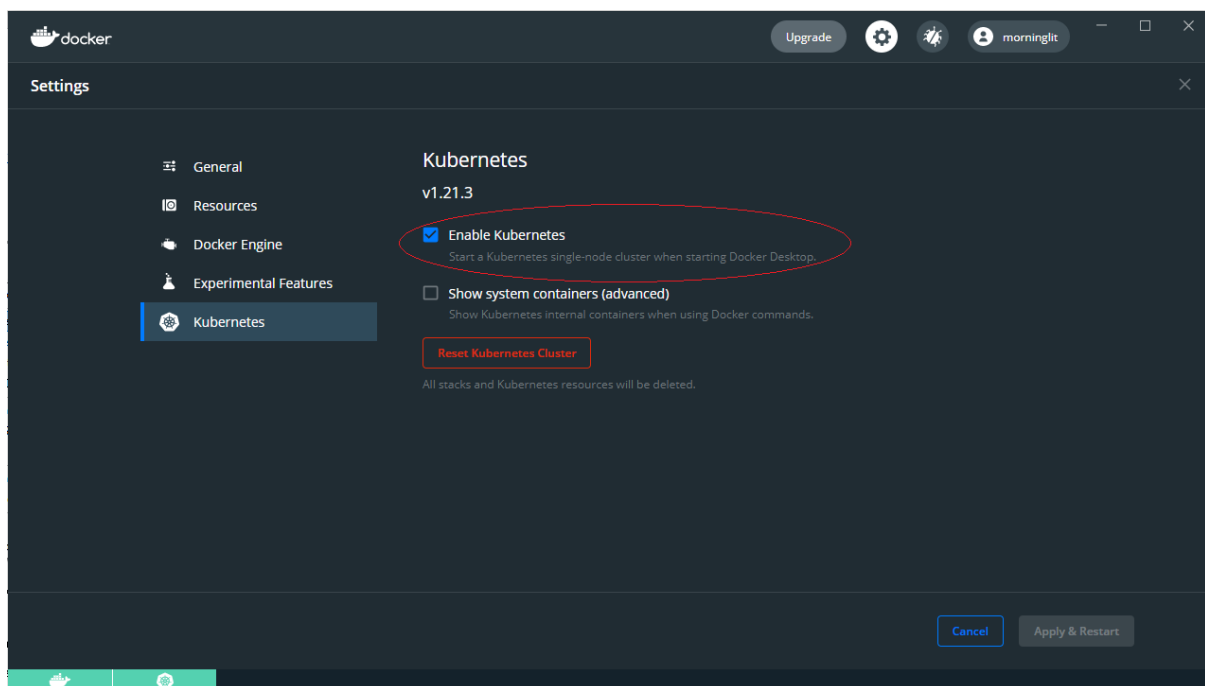 docker
Upgrade
morninglit
Settings
General
Resources
Docker Engine
Experimental Features
Kubernetes
Kubernetes
v1.21.3
Enable Kubernetes
Start a Kubernetes single-node cluster when starting Docker Desktop.
Show system containers (advanced)
Show Kubernetes internal containers when using Docker commands.
Reset Kubernetes Cluster
All stacks and Kubernetes resources will be deleted.
Cancel
Apply & Restart